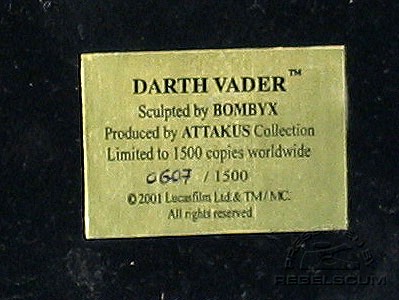 DARTH VADER™
Sculpted by BOMBYX
Produced by ATTAKUS Collection
Limited to 1500 copies worldwide
0607 / 1500
©2001 Lucasfilm Ltd.& TM/MC.
All rights reserved
REBELSCUM